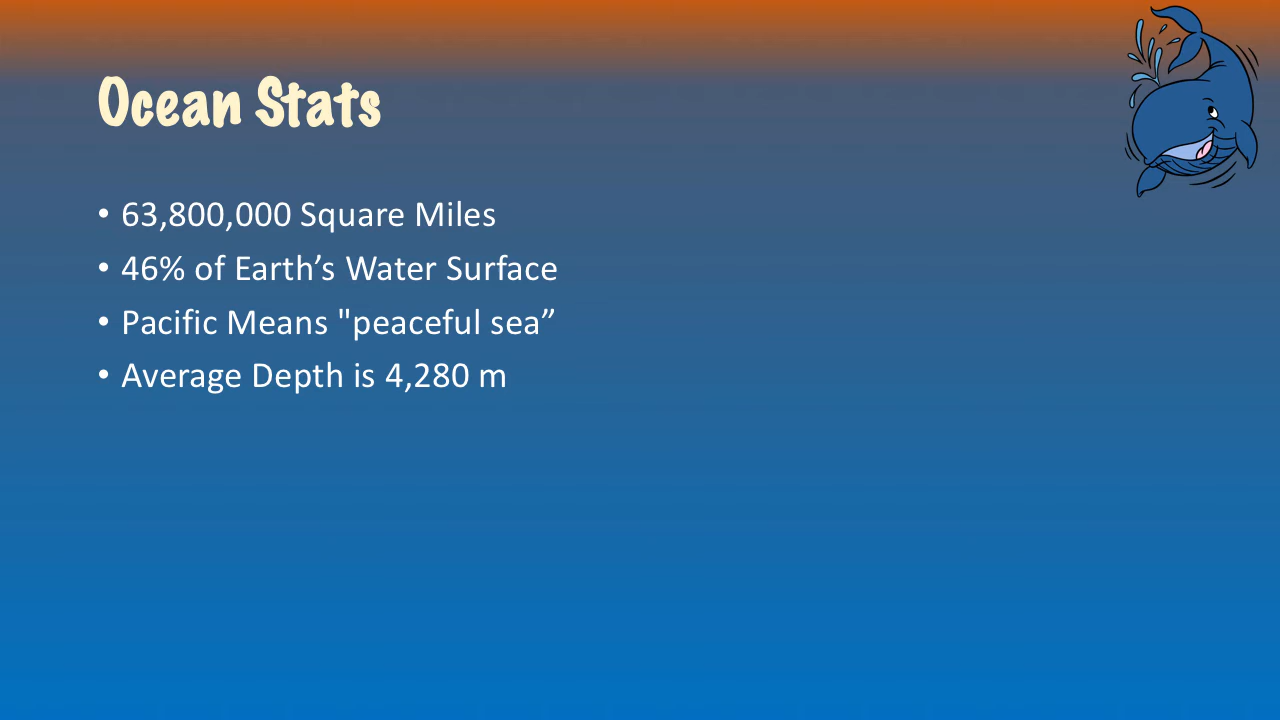 Ocean Stats
• 63,800,000 Square Miles
• 46% of Earth’s Water Surface
• Pacific Means "peaceful sea”
• Average Depth is 4,280 m